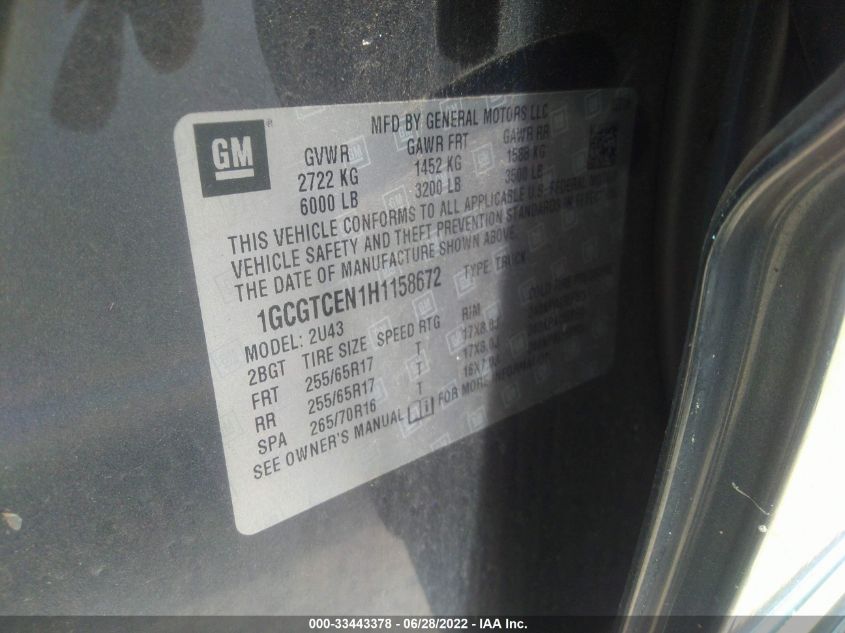 MFD BY GENERAL MOTORS LLC
GM
GVWR GAWR FRT GAWR RR
2722 KG 1452 KG 1588 KG
6000 LB 3200 LB 3500 LB
THIS VEHICLE CONFORMS TO ALL APPLICABLE U.S. FEDERAL MOTOR
VEHICLE SAFETY AND THEFT PREVENTION STANDARDS IN EFFECT ON
THE DATE OF MANUFACTURE SHOWN ABOVE.
1GCGTCEN1H1158672 TYPE: TRUCK
MODEL: 2U43
2BGT TIRE SIZE SPEED RTG RIM COLD TIRE PRESSURE
FRT 255/65R17 T 17X8.0J
RR 255/65R17 T 17X8.0J
SPA 265/70R16 T 16X7.0J
SEE OWNER'S MANUAL FOR MORE INFORMATION
000-33443378 - 06/28/2022 - IAA Inc.